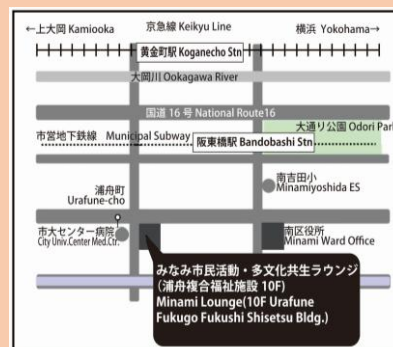 ←上大岡 Kamiooka
京急線 Keikyu Line
横浜 Yokohama→
黄金町駅 Koganecho Stn
大岡川 Ookagawa River
国道 16 号 National Route16
大通り公園 Odori Park
市営地下鉄線 Municipal Subway
阪東橋駅 Bandobashi Stn
南吉田小
Minamiyoshida ES
浦舟町
Urafune-cho
市大センター病院
City Univ.Center Med.Ctr.
南区役所
Minami Ward Office
みなみ市民活動・多文化共生ラウンジ
(浦舟複合福祉施設 10F)
Minami Lounge(10F Urafune
Fukugo Fukushi Shisetsu Bldg.)